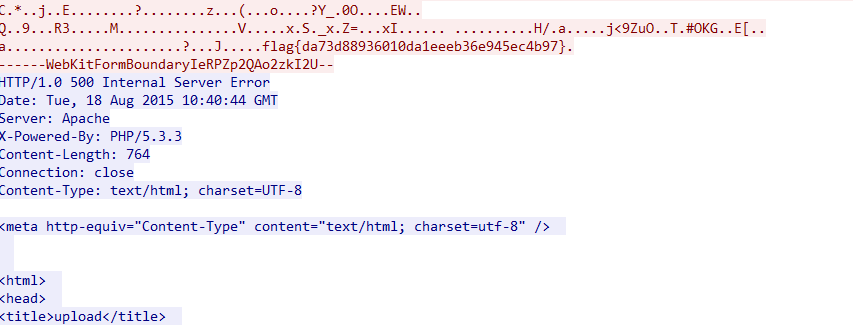 C.*..j..E........?........z...(...o....?Y_.0O....EW..
Q..9...R3.....M...............V.....x.S._x.Z=...xI...... ..........H/.a.....j<9ZuO..T.#OKG..E[..
a......................?...J.....flag{da73d88936010da1eeeb36e945ec4b97}.
------WebKitFormBoundaryIeRPZp2QAo2zkI2U--
HTTP/1.0 500 Internal Server Error
Date: Tue, 18 Aug 2015 10:40:44 GMT
Server: Apache
X-Powered-By: PHP/5.3.3
Content-Length: 764
Connection: close
Content-Type: text/html; charset=UTF-8
<meta http-equiv="Content-Type" content="text/html; charset=utf-8" />
<html>
<head>
<title>upload</title>